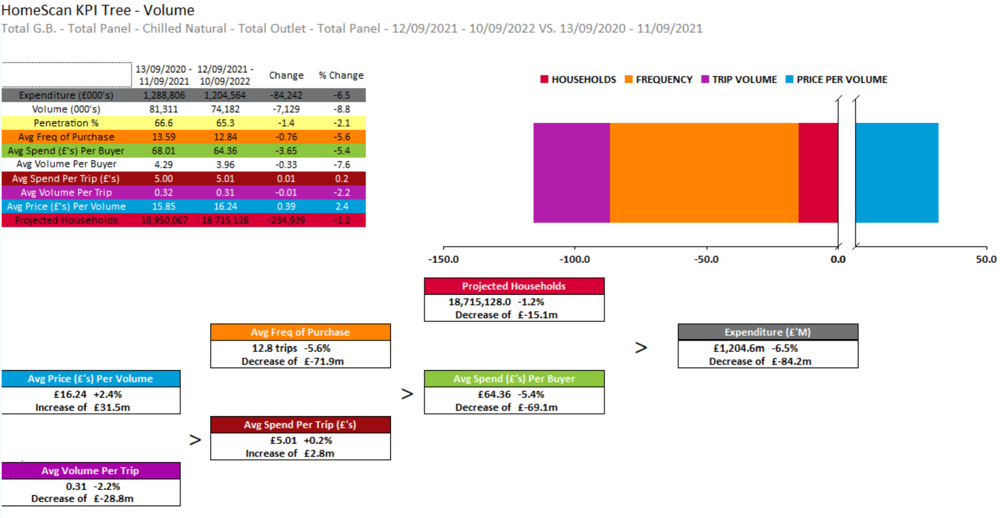 HomeScan KPI Tree - Volume
Total G.B. - Total Panel - Chilled Natural - Total Outlet - Total Panel - 12/09/2021 - 10/09/2022 VS. 13/09/2020 - 11/09/2021
13/09/2020 - 12/09/2021 -
11/09/2021 10/09/2022 Change % Change
Expenditure (£000's) 1,288,806 1,204,564 -84,242 -6.5
Volume (000's) 81,311 74,182 -7,129 -8.8
Penetration % 66.6 65.3 -1.4 -2.1
Avg Freq of Purchase 13.59 12.84 -0.76 -5.6
Avg Spend (£'s) Per Buyer 68.01 64.36 -3.65 -5.4
Avg Volume Per Buyer 4.29 3.96 -0.33 -7.6
Avg Spend Per Trip (£'s) 5.00 5.01 0.01 0.2
Avg Volume Per Trip 0.32 0.31 -0.01 -2.2
Avg Price (£'s) Per Volume 15.85 16.24 0.39 2.4
Projected Households 18,950,067 18,715,128 -234,939 -1.2
HOUSEHOLDS FREQUENCY TRIP VOLUME PRICE PER VOLUME
-150.0 -100.0 -50.0 0.0 50.0
Projected Households
18,715,128.0 -1.2%
Decrease of £-15.1m
Avg Freq of Purchase
12.8 trips -5.6%
Decrease of £-71.9m
>
Expenditure (£'M)
£1,204.6m -6.5%
Decrease of £-84.2m
Avg Price (£'s) Per Volume
£16.24 +2.4%
Increase of £31.5m
>
Avg Spend (£'s) Per Buyer
£64.36 -5.4%
Decrease of £-69.1m
>
Avg Spend Per Trip (£'s)
£5.01 +0.2%
Increase of £2.8m
Avg Volume Per Trip
0.31 -2.2%
Decrease of £-28.8m